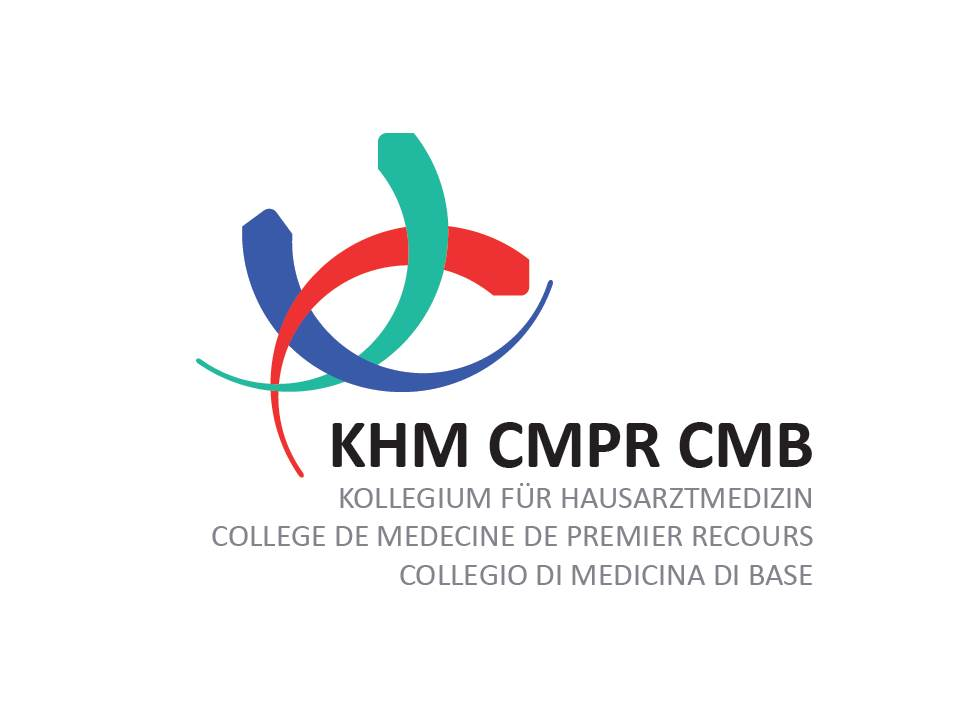 KHM CMPR CMB
KOLLEGIUM FÜR HAUSARZTMEDIZIN
COLLEGE DE MEDECINE DE PREMIER RECOURS
COLLEGIO DI MEDICINA DI BASE